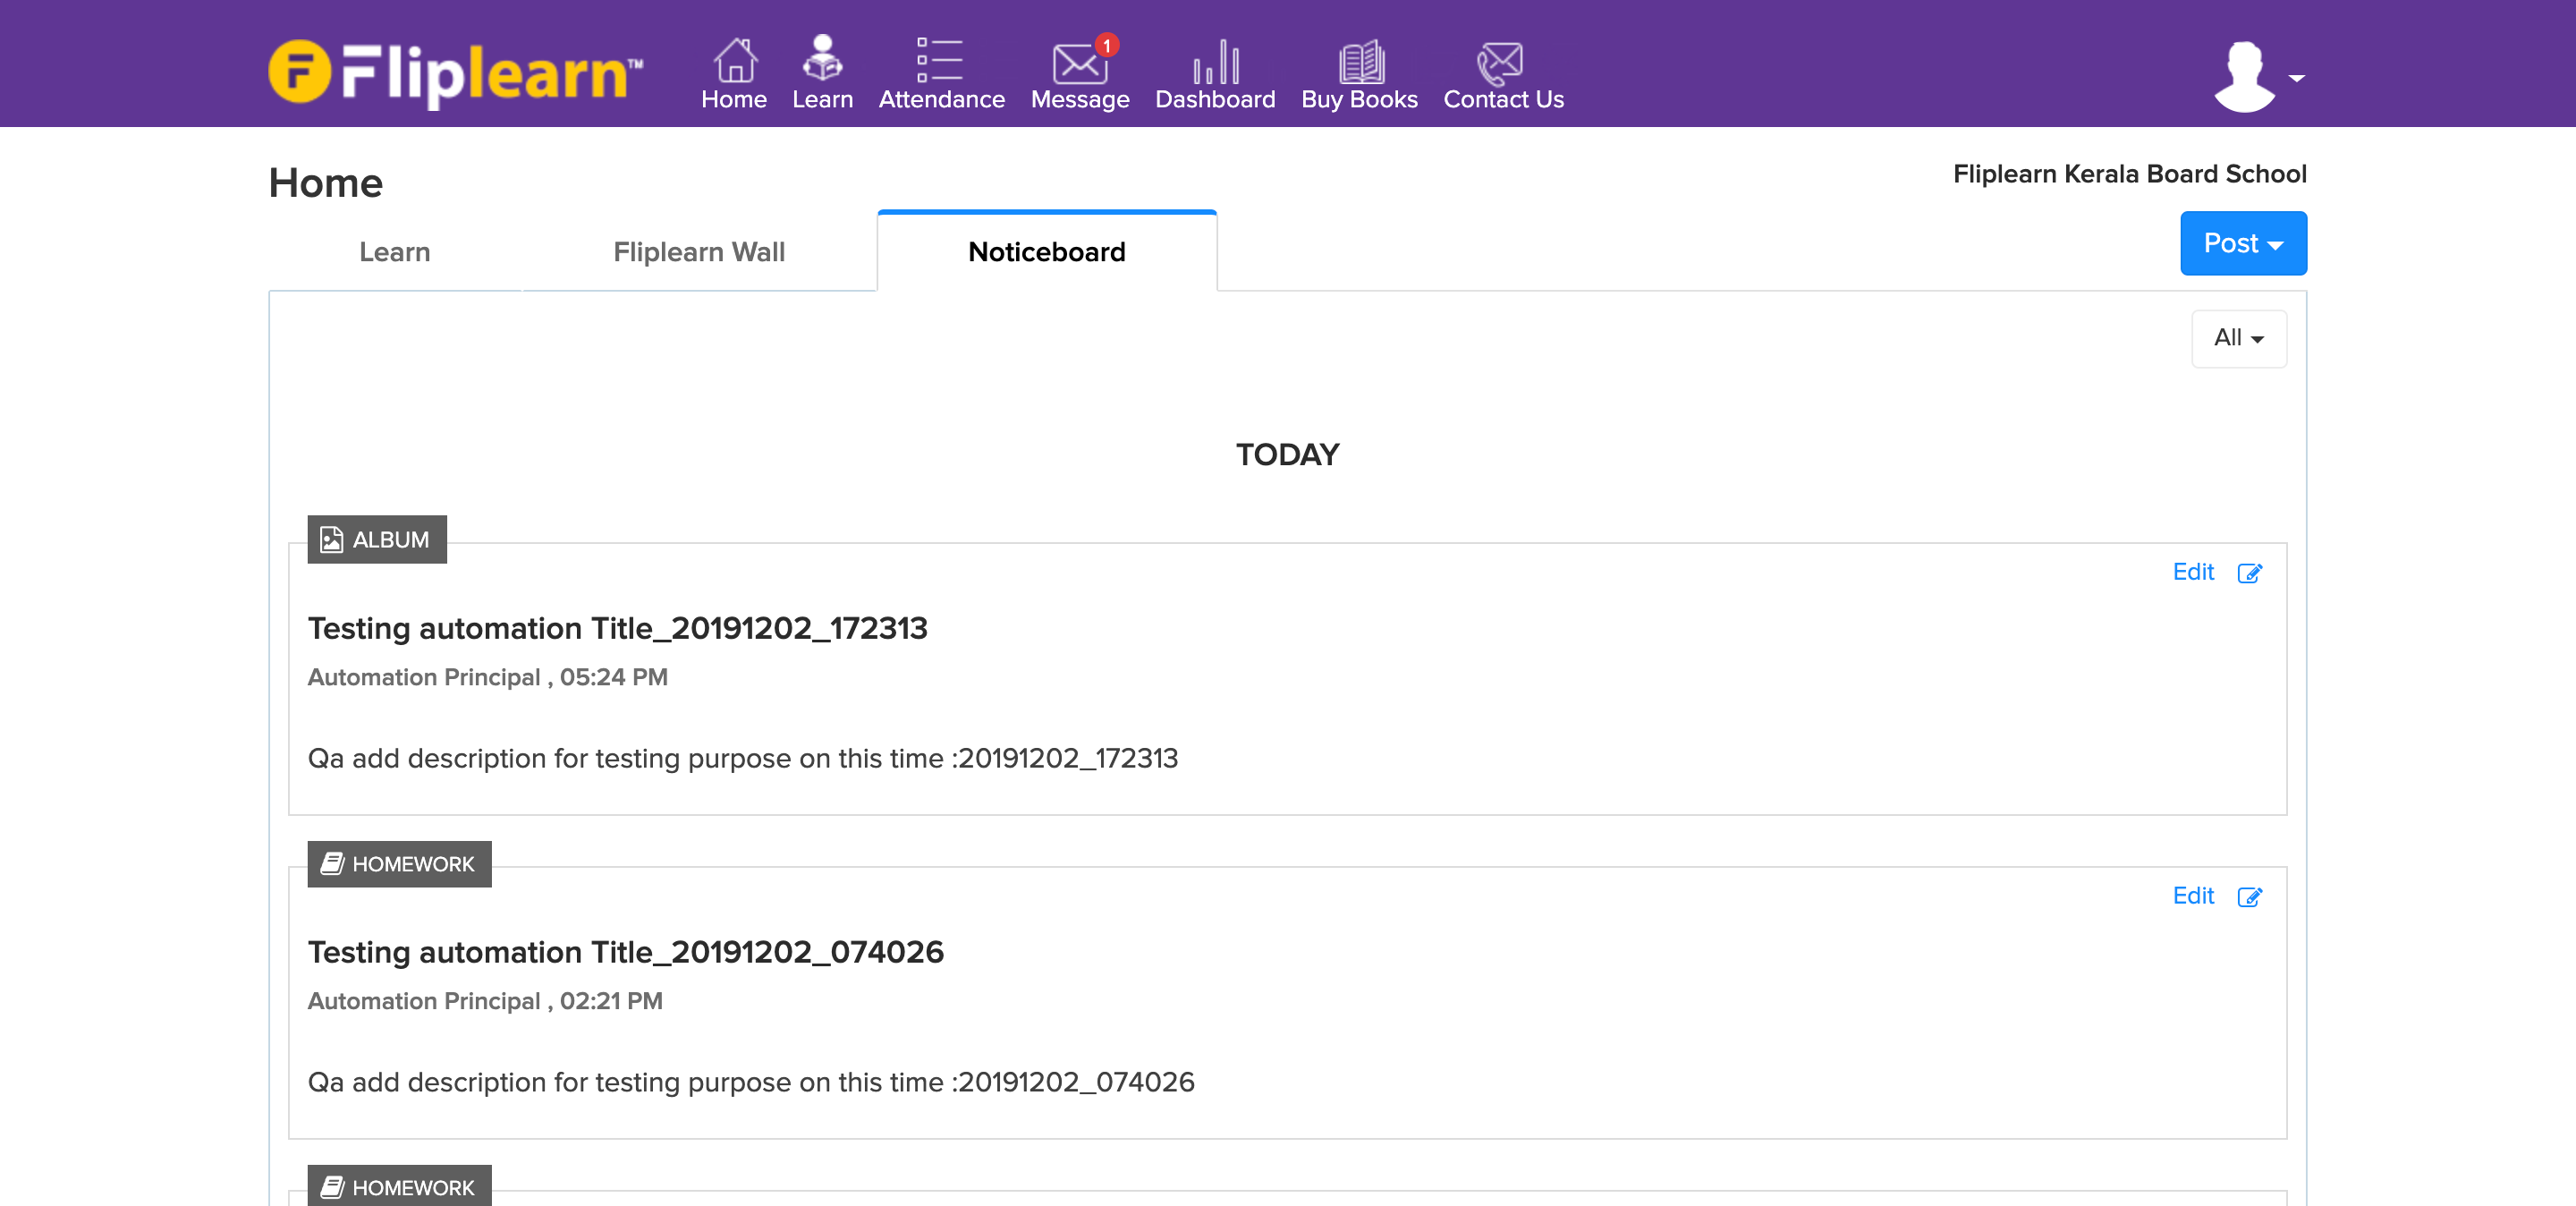 Fliplearn™
1
Home Learn Attendance Message Dashboard Buy Books Contact Us
Home
Fliplearn Kerala Board School
Learn Fliplearn Wall Noticeboard
Post
All
TODAY
ALBUM
Edit
Testing automation Title_20191202_172313
Automation Principal , 05:24 PM
Qa add description for testing purpose on this time :20191202_172313
HOMEWORK
Edit
Testing automation Title_20191202_074026
Automation Principal , 02:21 PM
Qa add description for testing purpose on this time :20191202_074026
HOMEWORK